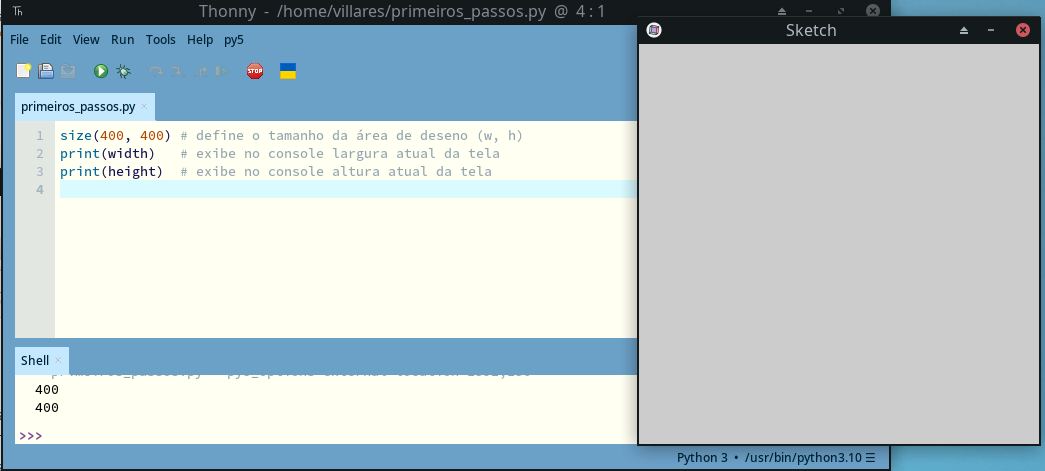 Th Thonny - /home/villares/primeiros_passos.py @ 4 : 1
File Edit View Run Tools Help py5
STOP
primeiros_passos.py ×
1 size(400, 400) # define o tamanho da área de deseno (w, h)
2 print(width) # exibe no console largura atual da tela
3 print(height) # exibe no console altura atual da tela
4
Shell ×
400
400
>>>
Python 3 • /usr/bin/python3.10 ☰
Sketch